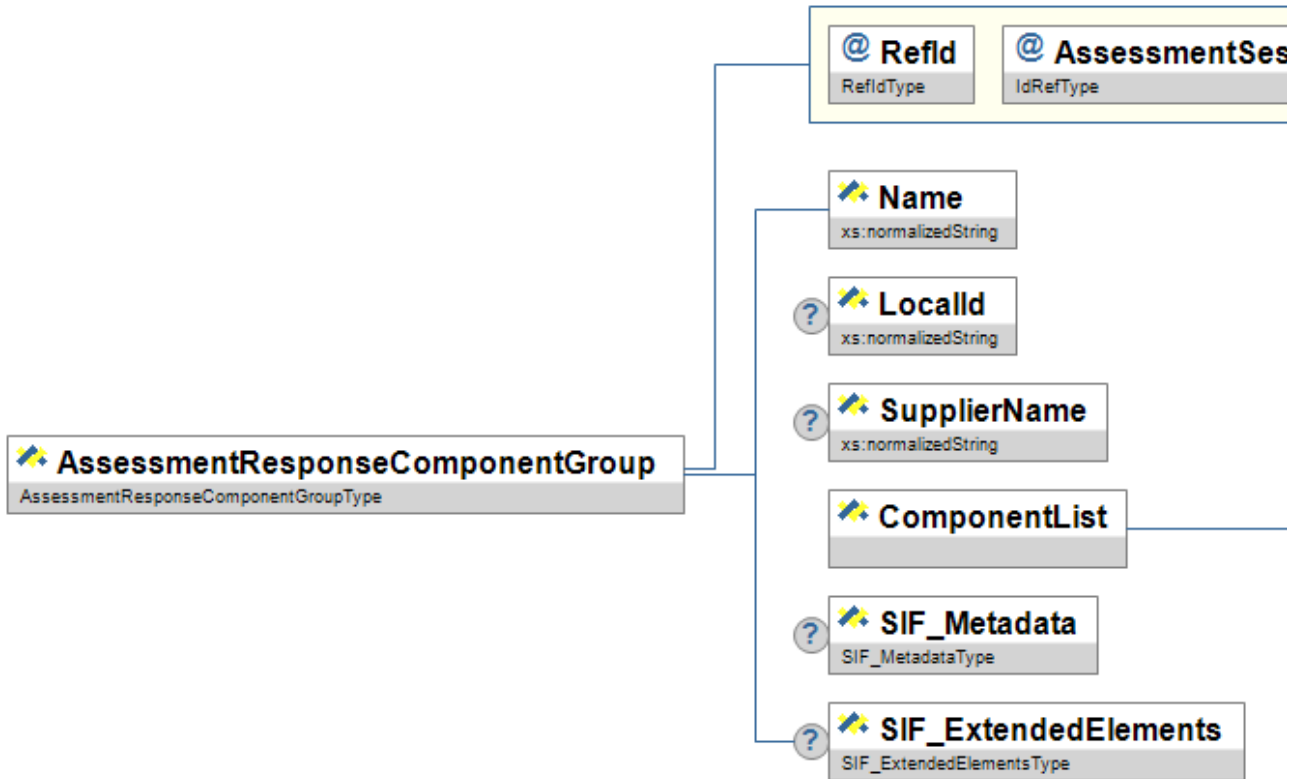 @ RefId @ AssessmentSes
RefIdType IdRefType
Name
xs:normalizedString
? LocalId
xs:normalizedString
? SupplierName
xs:normalizedString
AssessmentResponseComponentGroup
AssessmentResponseComponentGroupType
ComponentList
? SIF_Metadata
SIF_MetadataType
? SIF_ExtendedElements
SIF_ExtendedElementsType